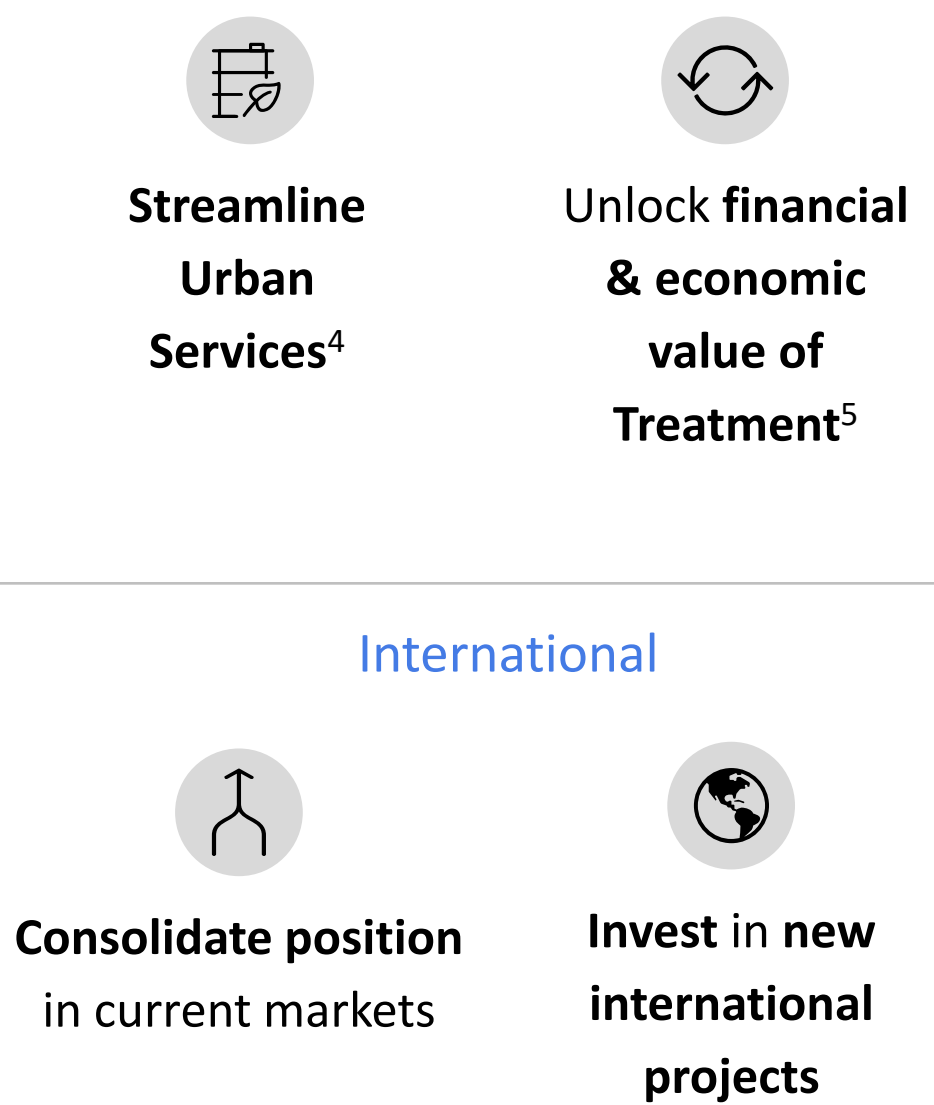 Streamline
Urban
Services⁴
Unlock financial
& economic
value of
Treatment⁵
International
Consolidate position
in current markets
Invest in new
international
projects